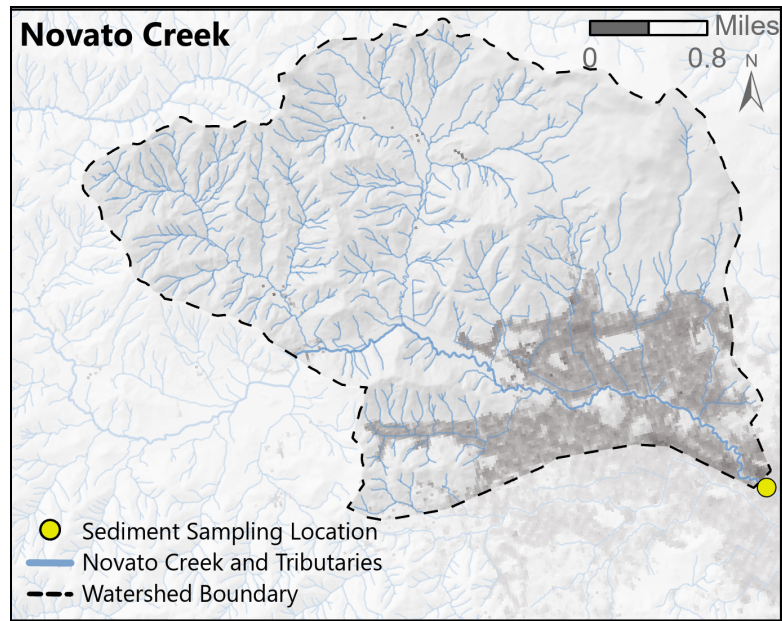 Novato Creek
Miles
0 0.8
N
Sediment Sampling Location
Novato Creek and Tributaries
Watershed Boundary